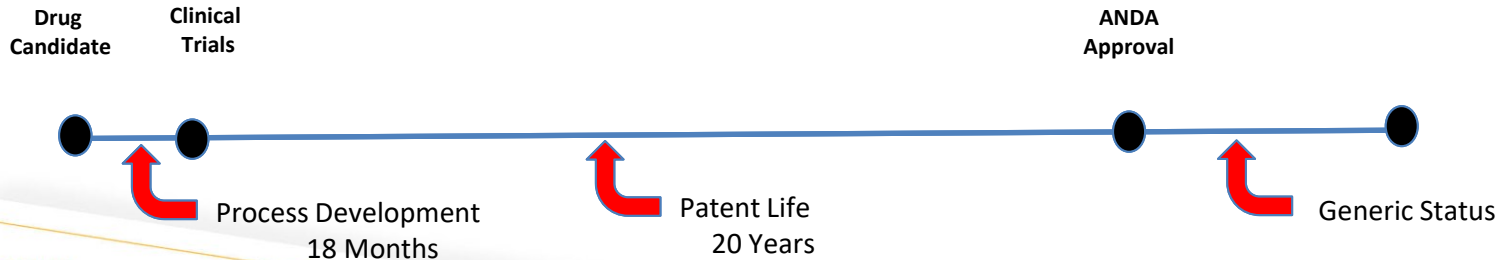 Drug
Candidate
Clinical
Trials
ANDA
Approval
Process Development
18 Months
Patent Life
20 Years
Generic Status